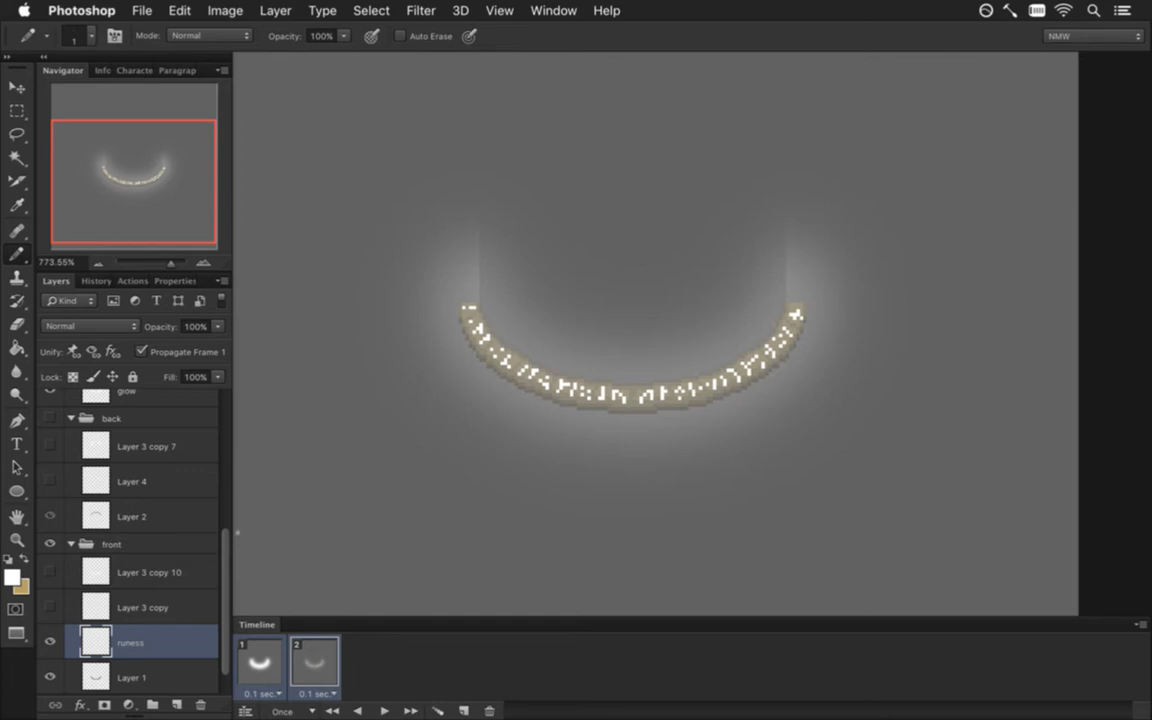 Photoshop File Edit Image Layer Type Select Filter 3D View Window Help
1 Mode: Normal Opacity: 100% Auto Erase NMW
Navigator Info Characte Paragrap
773.55%
Layers History Actions Properties
Kind
Normal Opacity: 100%
Unify: Propagate Frame 1
Lock: Fill: 100%
glow
back
Layer 3 copy 7
Layer 4
Layer 2
front
Layer 3 copy 10
Layer 3 copy
runess
Layer 1
fx
Timeline
1 2
0.1 sec. 0.1 sec.
Once